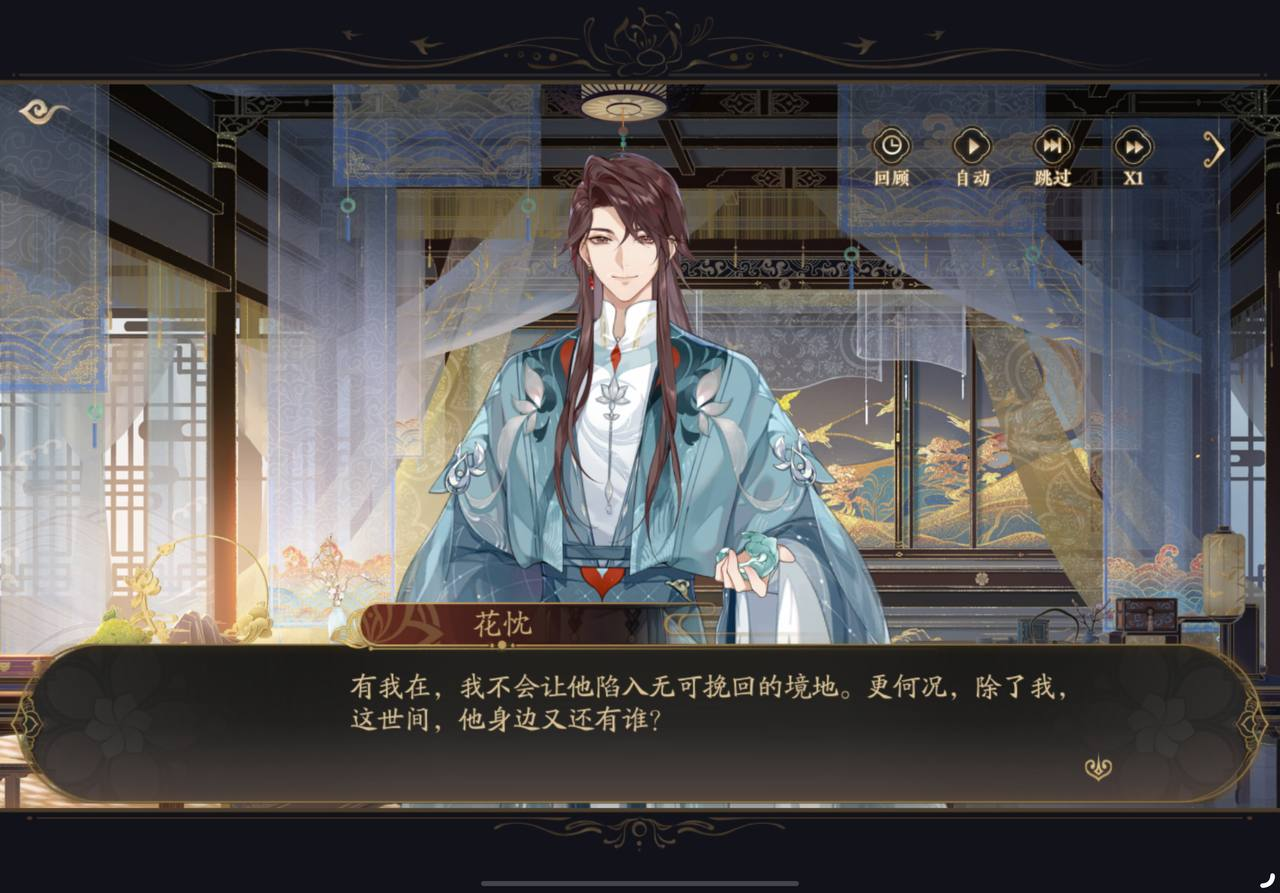 回顾
自动
跳过
X1
花忱
有我在，我不会让他陷入无可挽回的境地。更何况，除了我，
这世间，他身边又还有谁？